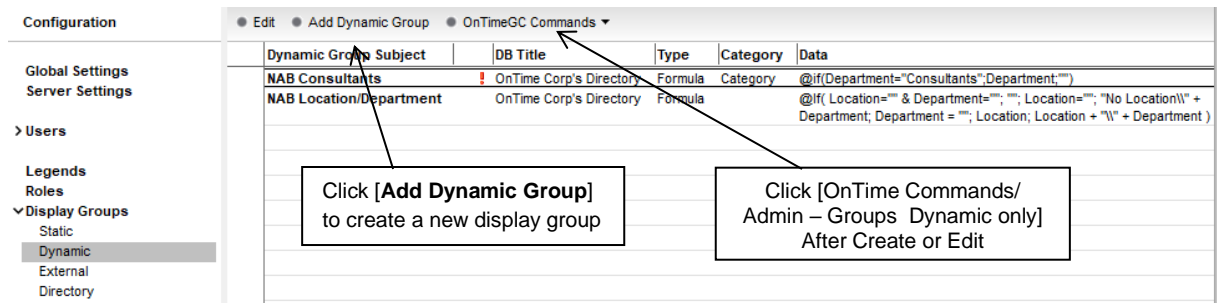 Configuration
Edit Add Dynamic Group OnTimeGC Commands
Dynamic Group Subject DB Title Type Category Data
NAB Consultants ! OnTime Corp's Directory Formula Category @if(Department="Consultants";Department;"")
NAB Location/Department OnTime Corp's Directory Formula @If( Location="" & Department=""; ""; Location=""; "No Location\\" +
Department; Department = ""; Location; Location + "\\" + Department )
Global Settings
Server Settings
Users
Legends
Roles
Display Groups
Static
Dynamic
External
Directory
Click [Add Dynamic Group]
to create a new display group
Click [OnTime Commands/
Admin – Groups Dynamic only]
After Create or Edit